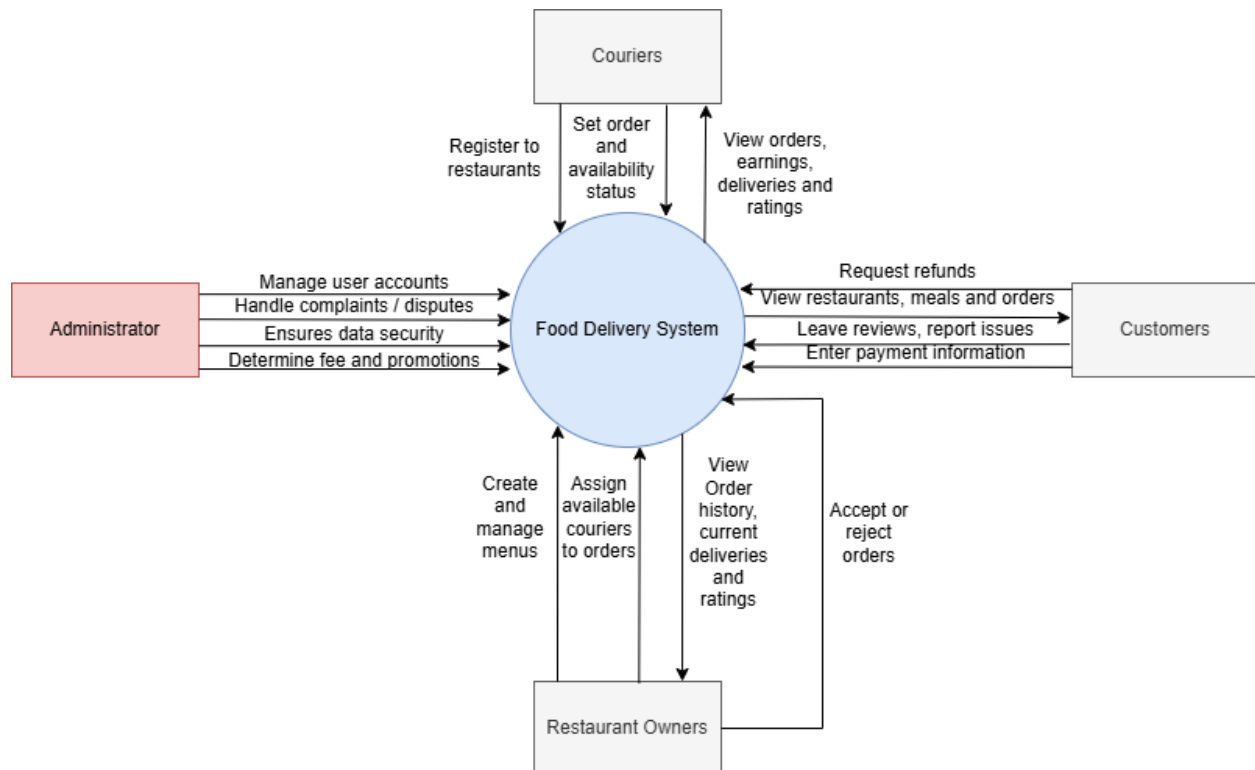 Couriers
Register to
restaurants
Set order
and
availability
status
View orders,
earnings,
deliveries and
ratings
Manage user accounts
Handle complaints / disputes
Ensures data security
Determine fee and promotions
Administrator
Food Delivery System
Request refunds
View restaurants, meals and orders
Leave reviews, report issues
Enter payment information
Customers
Create
and
manage
menus
Assign
available
couriers
to orders
View
Order
history,
current
deliveries
and
ratings
Accept or
reject
orders
Restaurant Owners